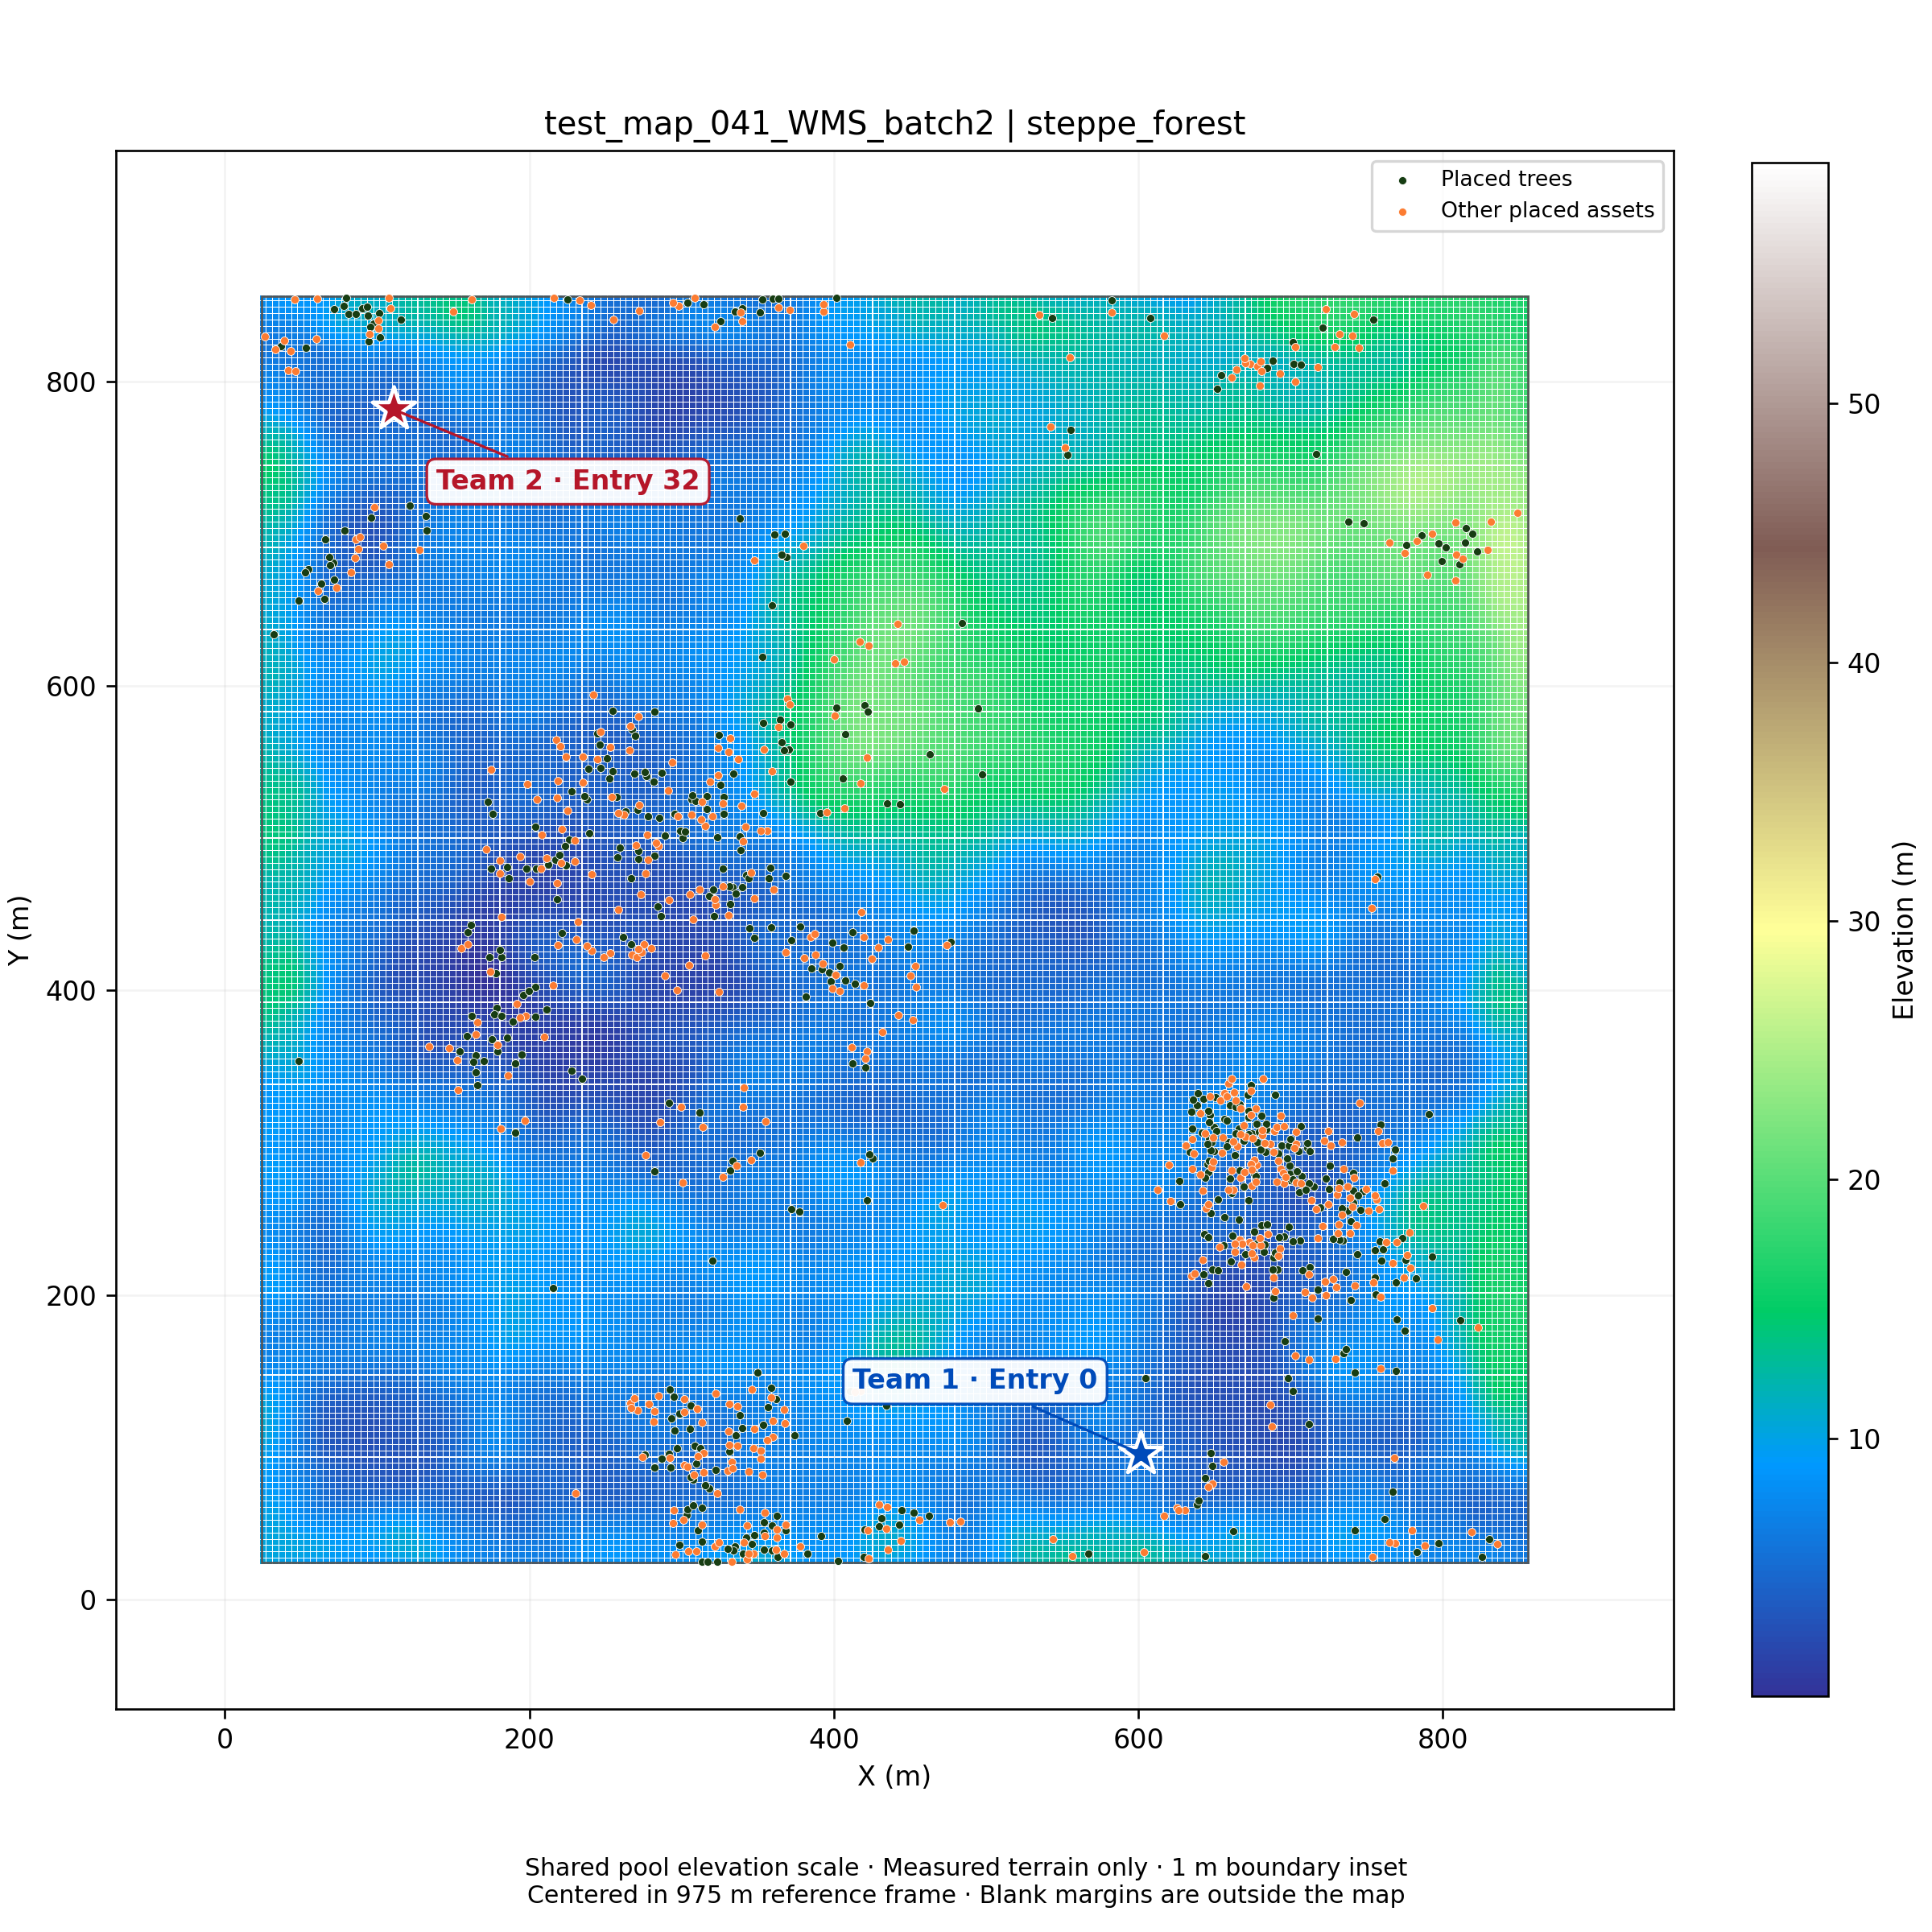 test_map_041_WMS_batch2 | steppe_forest
Placed trees
Other placed assets
Team 2 · Entry 32
Team 1 · Entry 0
800
600
400
200
0
Y (m)
0
200
400
600
800
X (m)
50
40
30
20
10
Elevation (m)
Shared pool elevation scale · Measured terrain only · 1 m boundary inset
Centered in 975 m reference frame · Blank margins are outside the map